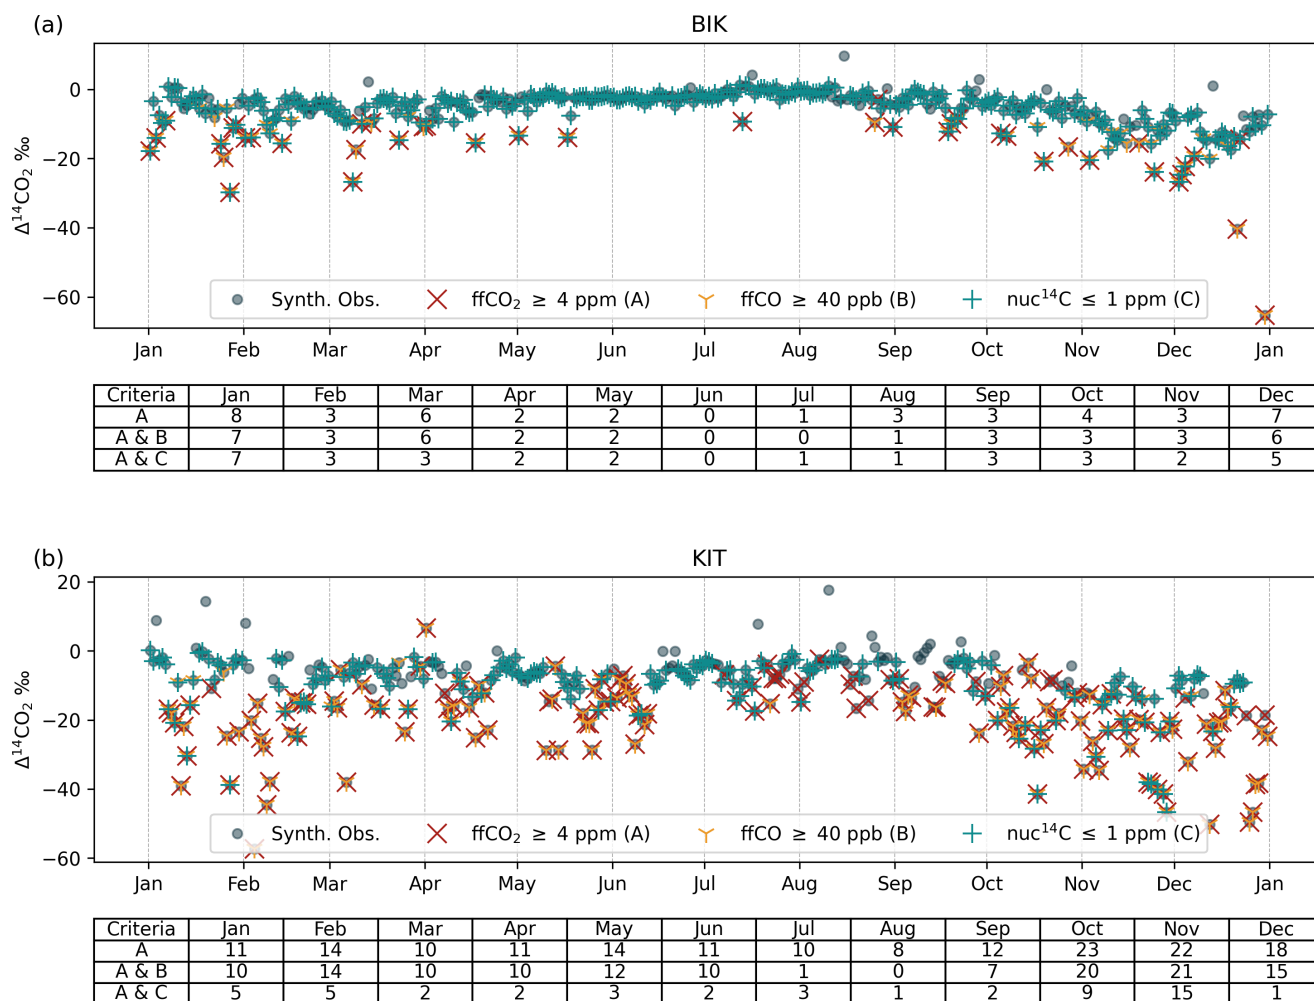 (a) BIK
0
−20
−40
−60
Δ¹⁴CO₂ ‰
Synth. Obs. ffCO₂ ≥ 4 ppm (A) ffCO ≥ 40 ppb (B) nuc¹⁴C ≤ 1 ppm (C)
Jan Feb Mar Apr May Jun Jul Aug Sep Oct Nov Dec Jan
Criteria Jan Feb Mar Apr May Jun Jul Aug Sep Oct Nov Dec
A 8 3 6 2 2 0 1 3 3 4 3 7
A & B 7 3 6 2 2 0 0 1 3 3 3 6
A & C 7 3 3 2 2 0 1 1 3 3 2 5
(b) KIT
20
0
−20
−40
−60
Δ¹⁴CO₂ ‰
Synth. Obs. ffCO₂ ≥ 4 ppm (A) ffCO ≥ 40 ppb (B) nuc¹⁴C ≤ 1 ppm (C)
Jan Feb Mar Apr May Jun Jul Aug Sep Oct Nov Dec Jan
Criteria Jan Feb Mar Apr May Jun Jul Aug Sep Oct Nov Dec
A 11 14 10 11 14 11 10 8 12 23 22 18
A & B 10 14 10 10 12 10 1 0 7 20 21 15
A & C 5 5 2 2 3 2 3 1 2 9 15 1